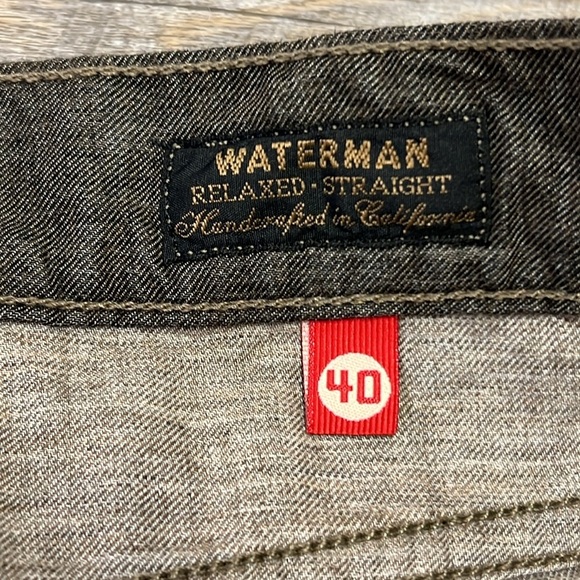 WATERMAN
RELAXED · STRAIGHT
Handcrafted in California
40